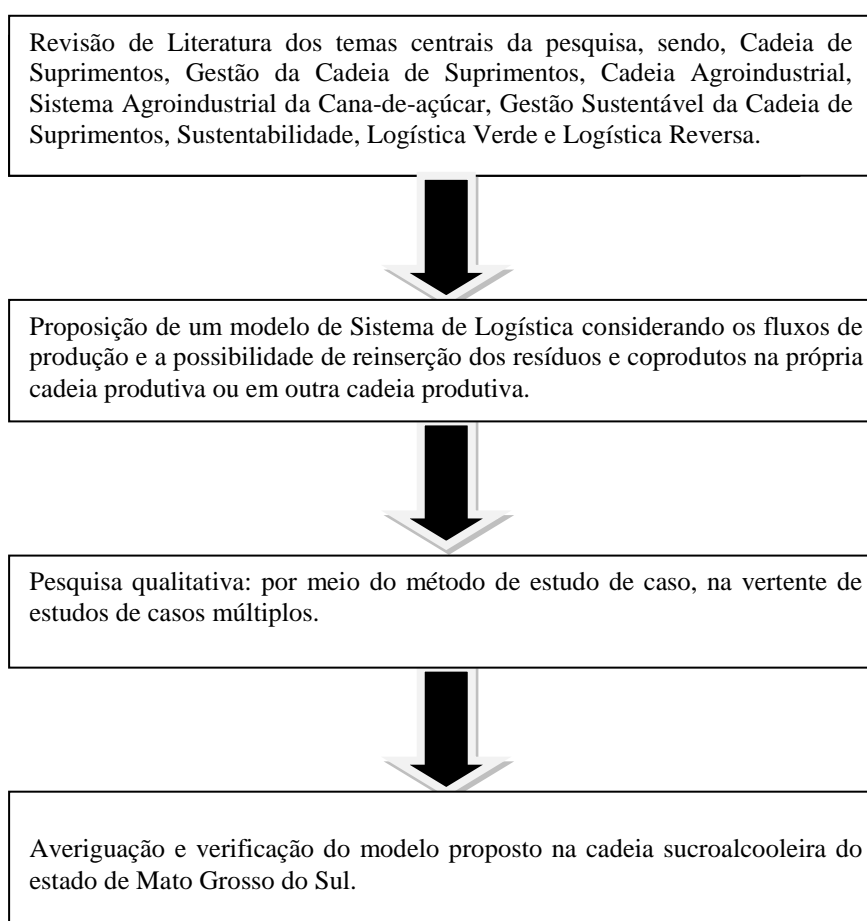 Revisão de Literatura dos temas centrais da pesquisa, sendo, Cadeia de
Suprimentos, Gestão da Cadeia de Suprimentos, Cadeia Agroindustrial,
Sistema Agroindustrial da Cana-de-açúcar, Gestão Sustentável da Cadeia de
Suprimentos, Sustentabilidade, Logística Verde e Logística Reversa.
Proposição de um modelo de Sistema de Logística considerando os fluxos de
produção e a possibilidade de reinserção dos resíduos e coprodutos na própria
cadeia produtiva ou em outra cadeia produtiva.
Pesquisa qualitativa: por meio do método de estudo de caso, na vertente de
estudos de casos múltiplos.
Averiguação e verificação do modelo proposto na cadeia sucroalcooleira do
estado de Mato Grosso do Sul.